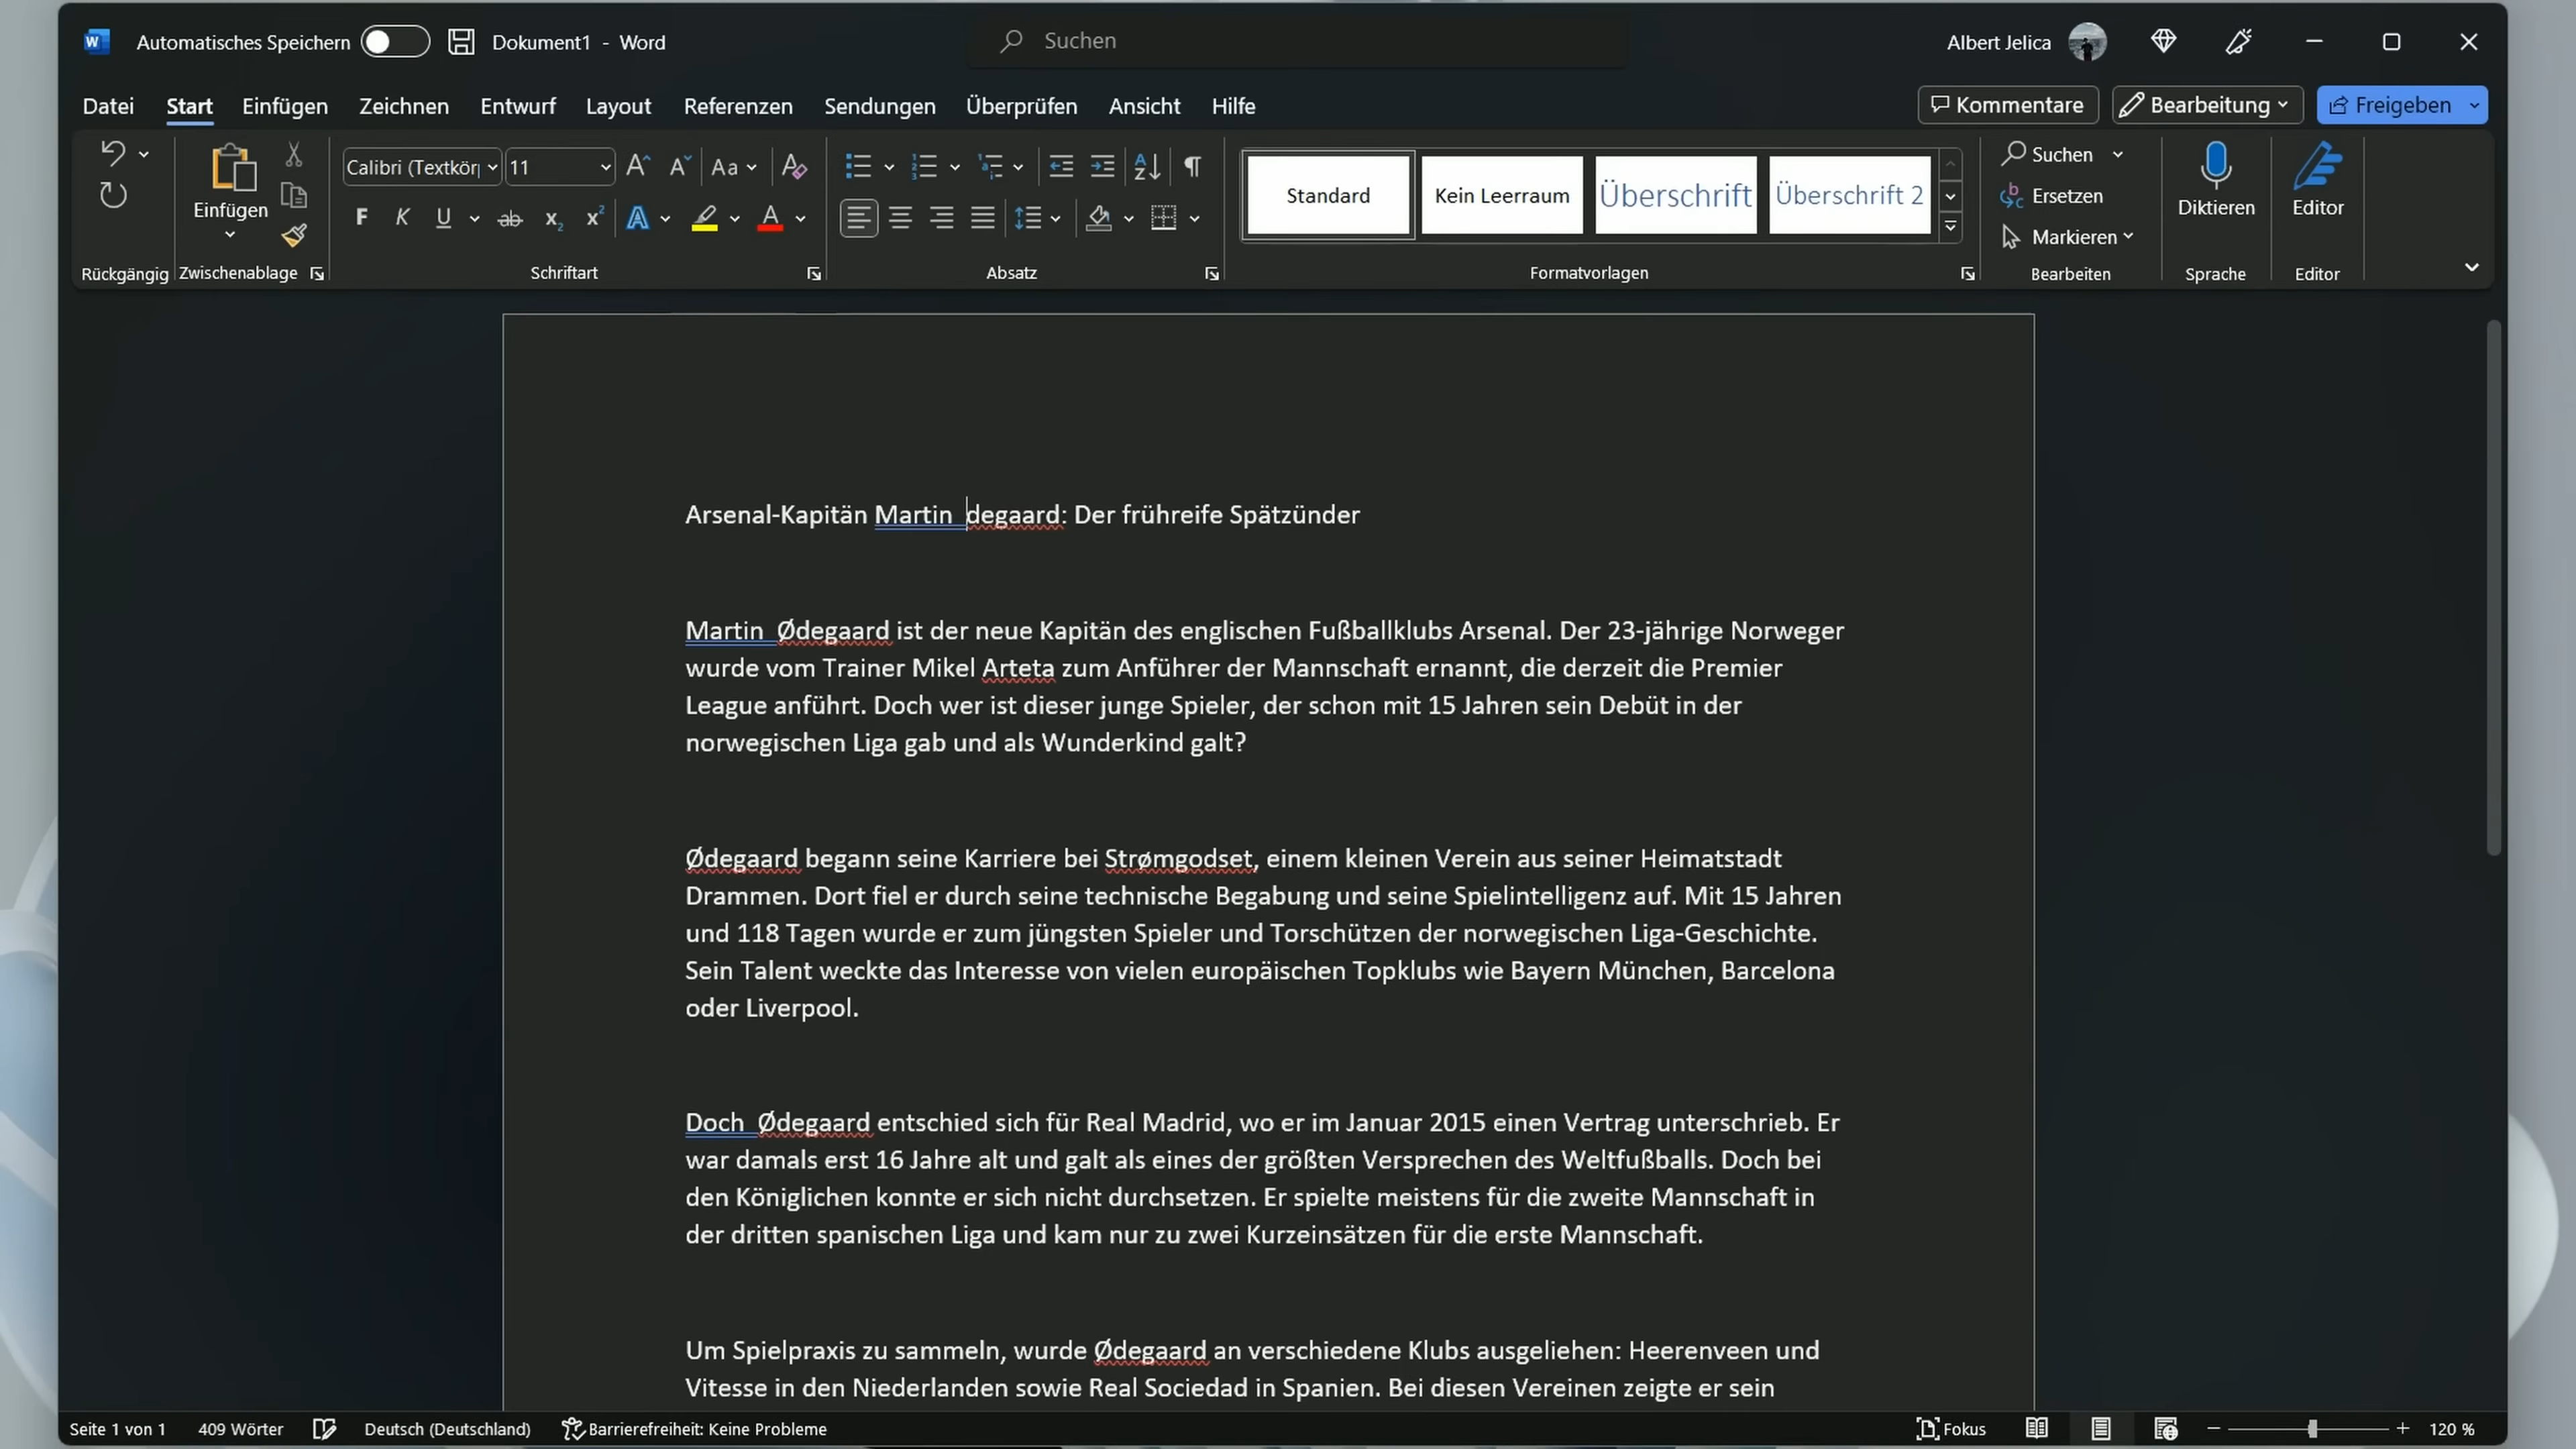 Automatisches Speichern
Dokument1 - Word
Suchen
Albert Jelica
Datei Start Einfügen Zeichnen Entwurf Layout Referenzen Sendungen Überprüfen Ansicht Hilfe
Kommentare Bearbeitung Freigeben
Einfügen
Calibri (Textkör
11
Standard
Kein Leerraum
Überschrift
Überschrift 2
Suchen
Ersetzen
Markieren
Diktieren
Editor
Rückgängig Zwischenablage Schriftart Absatz Formatvorlagen Bearbeiten Sprache Editor
Arsenal-Kapitän Martin degaard: Der frühreife Spätzünder
Martin Ødegaard ist der neue Kapitän des englischen Fußballklubs Arsenal. Der 23-jährige Norweger
wurde vom Trainer Mikel Arteta zum Anführer der Mannschaft ernannt, die derzeit die Premier
League anführt. Doch wer ist dieser junge Spieler, der schon mit 15 Jahren sein Debüt in der
norwegischen Liga gab und als Wunderkind galt?
Ødegaard begann seine Karriere bei Strømgodset, einem kleinen Verein aus seiner Heimatstadt
Drammen. Dort fiel er durch seine technische Begabung und seine Spielintelligenz auf. Mit 15 Jahren
und 118 Tagen wurde er zum jüngsten Spieler und Torschützen der norwegischen Liga-Geschichte.
Sein Talent weckte das Interesse von vielen europäischen Topklubs wie Bayern München, Barcelona
oder Liverpool.
Doch Ødegaard entschied sich für Real Madrid, wo er im Januar 2015 einen Vertrag unterschrieb. Er
war damals erst 16 Jahre alt und galt als eines der größten Versprechen des Weltfußballs. Doch bei
den Königlichen konnte er sich nicht durchsetzen. Er spielte meistens für die zweite Mannschaft in
der dritten spanischen Liga und kam nur zu zwei Kurzeinsätzen für die erste Mannschaft.
Um Spielpraxis zu sammeln, wurde Ødegaard an verschiedene Klubs ausgeliehen: Heerenveen und
Vitesse in den Niederlanden sowie Real Sociedad in Spanien. Bei diesen Vereinen zeigte er sein
Seite 1 von 1 409 Wörter Deutsch (Deutschland) Barrierefreiheit: Keine Probleme Fokus 120 %